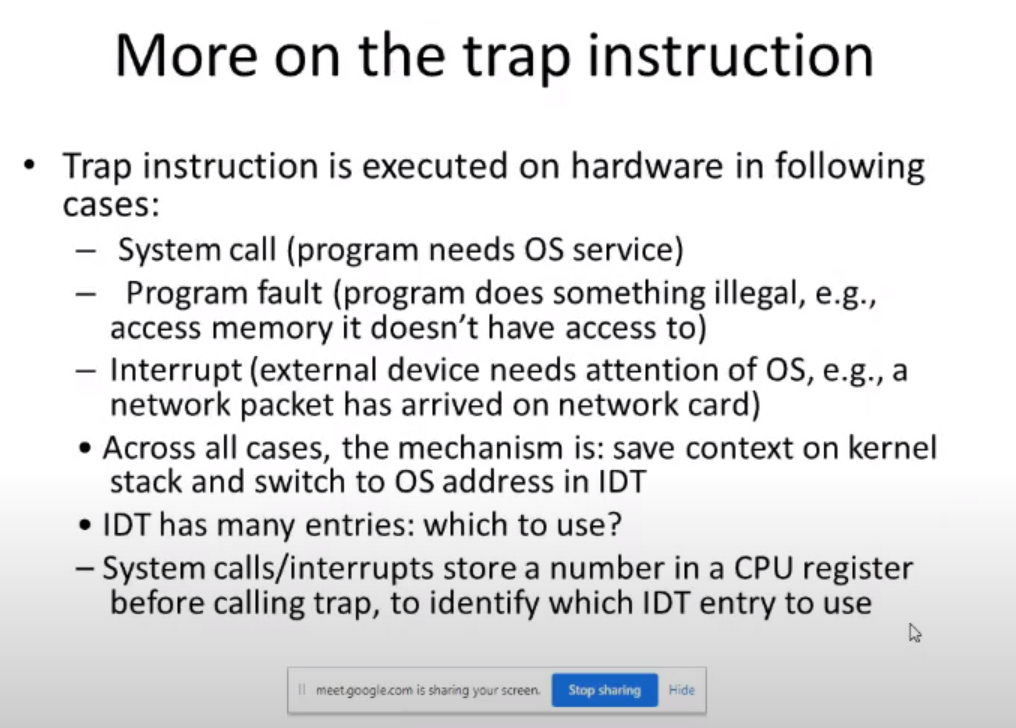 More on the trap instruction
• Trap instruction is executed on hardware in following
cases:
– System call (program needs OS service)
– Program fault (program does something illegal, e.g.,
access memory it doesn’t have access to)
– Interrupt (external device needs attention of OS, e.g., a
network packet has arrived on network card)
• Across all cases, the mechanism is: save context on kernel
stack and switch to OS address in IDT
• IDT has many entries: which to use?
– System calls/interrupts store a number in a CPU register
before calling trap, to identify which IDT entry to use
meet.google.com is sharing your screen. Stop sharing Hide